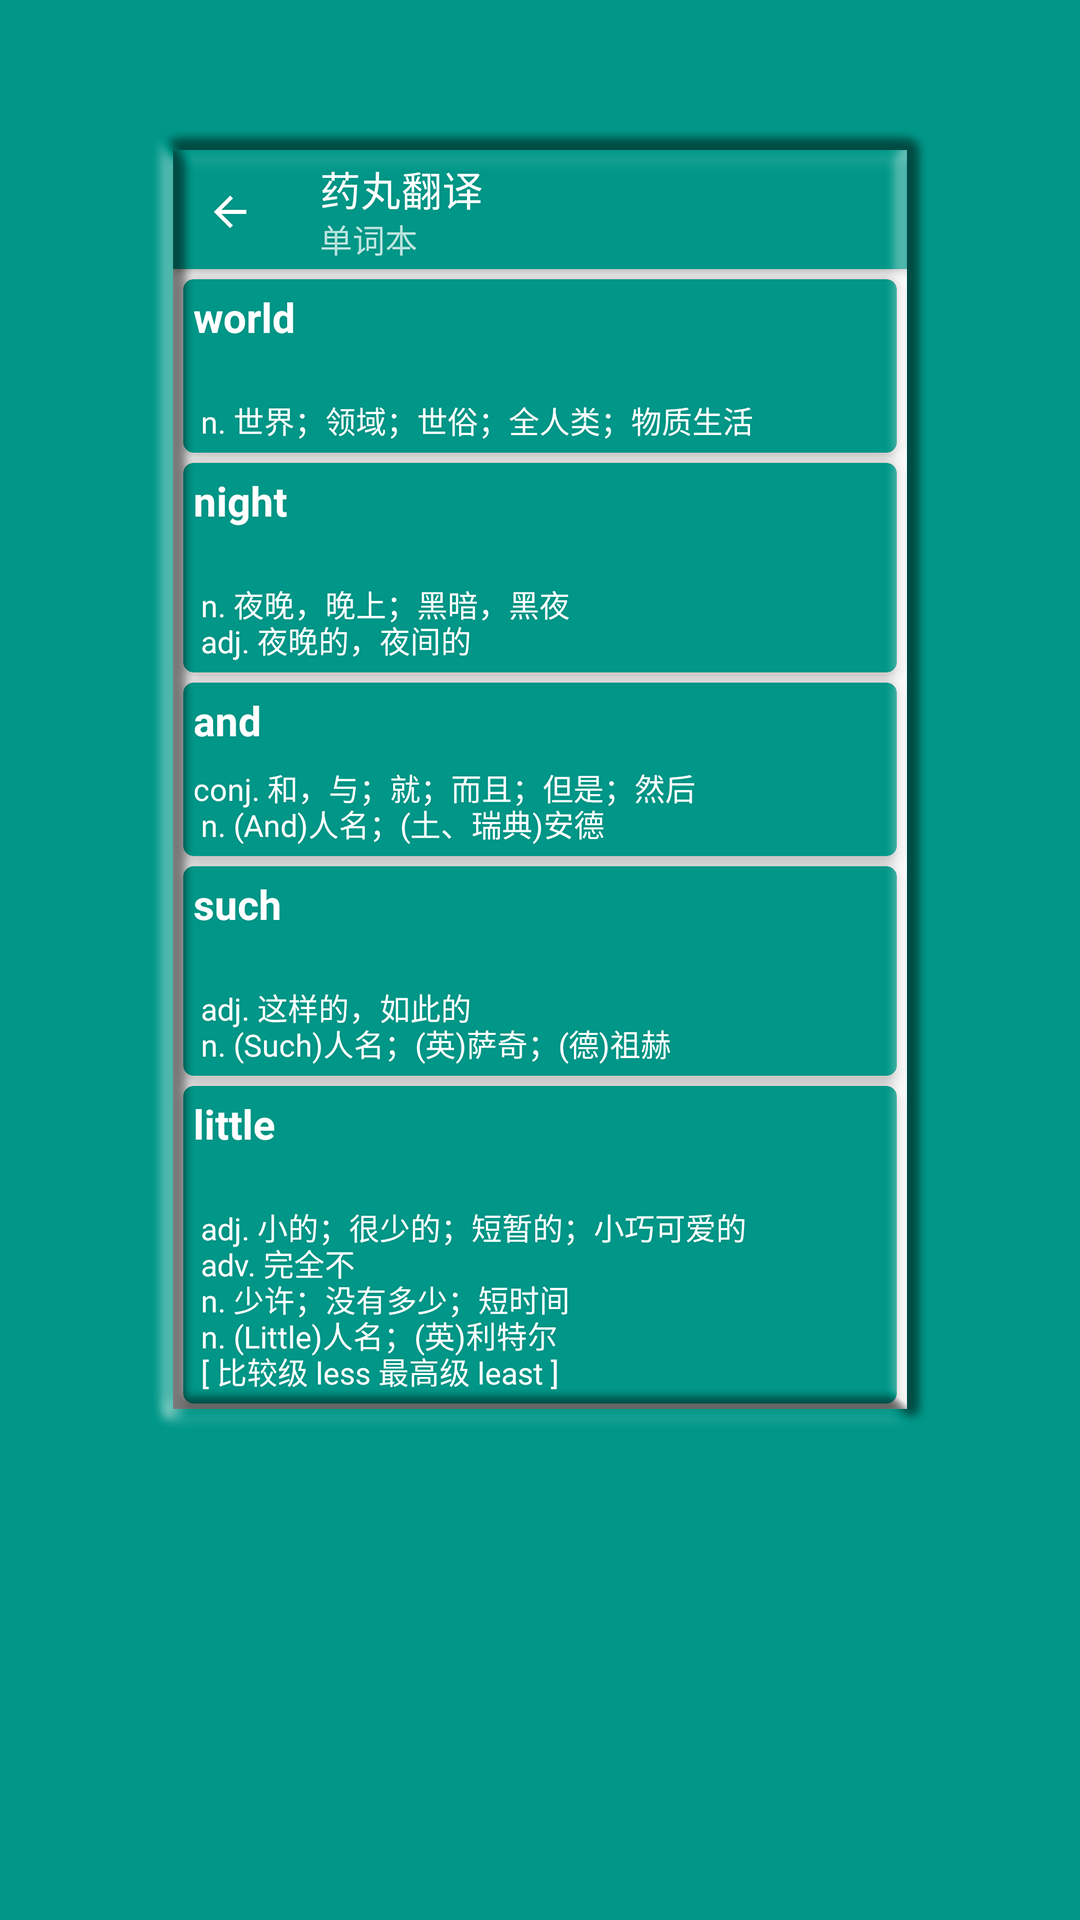 药丸翻译
单词本
world
n. 世界；领域；世俗；全人类；物质生活
night
n. 夜晚，晚上；黑暗，黑夜
adj. 夜晚的，夜间的
and
conj. 和，与；就；而且；但是；然后
n. (And)人名；(土、瑞典)安德
such
adj. 这样的，如此的
n. (Such)人名；(英)萨奇；(德)祖赫
little
adj. 小的；很少的；短暂的；小巧可爱的
adv. 完全不
n. 少许；没有多少；短时间
n. (Little)人名；(英)利特尔
[ 比较级 less 最高级 least ]